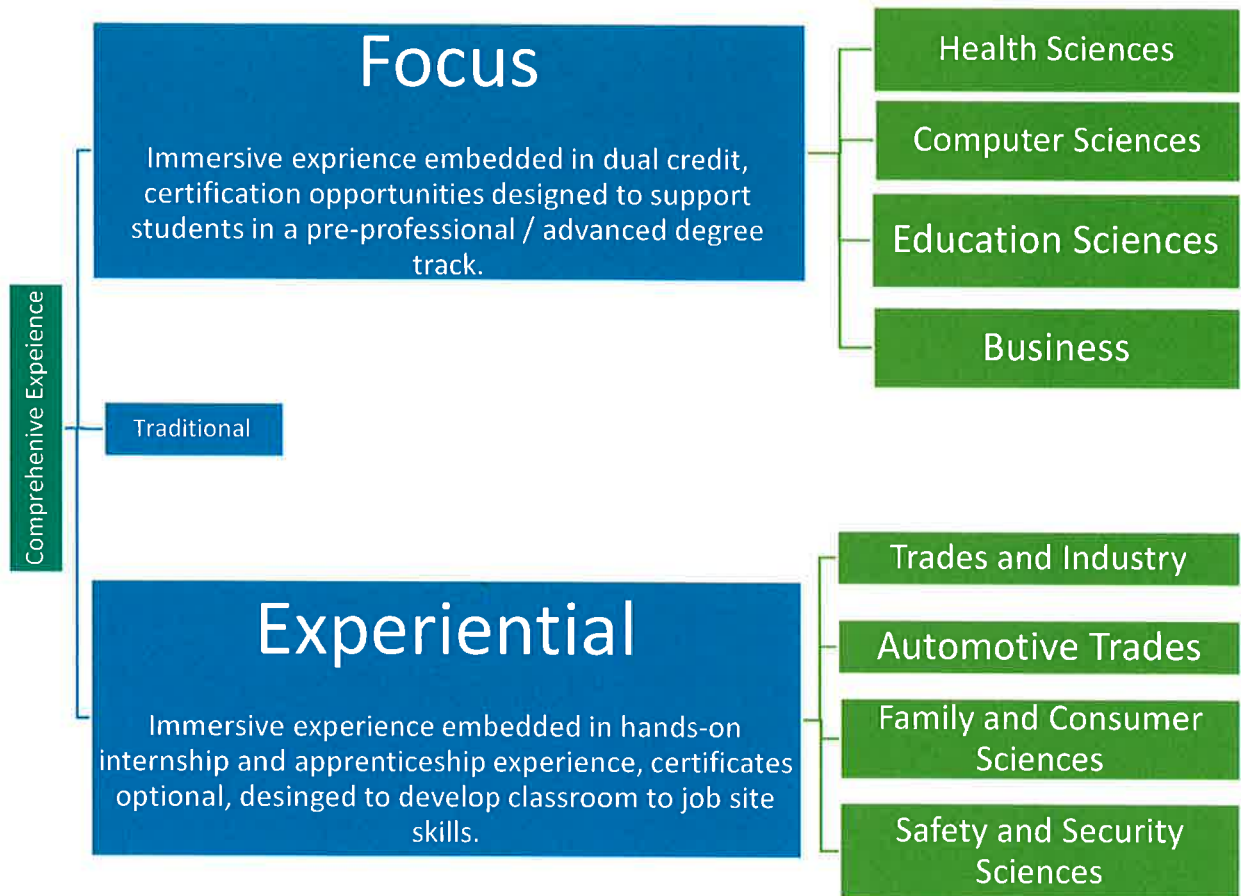 Comprehenive Expeience
Focus
Immersive exprience embedded in dual credit,
certification opportunities designed to support
students in a pre-professional / advanced degree
track.
Health Sciences
Computer Sciences
Education Sciences
Business
Traditional
Experiential
Immersive experience embedded in hands-on
internship and apprenticeship experience, certificates
optional, desinged to develop classroom to job site
skills.
Trades and Industry
Automotive Trades
Family and Consumer
Sciences
Safety and Security
Sciences